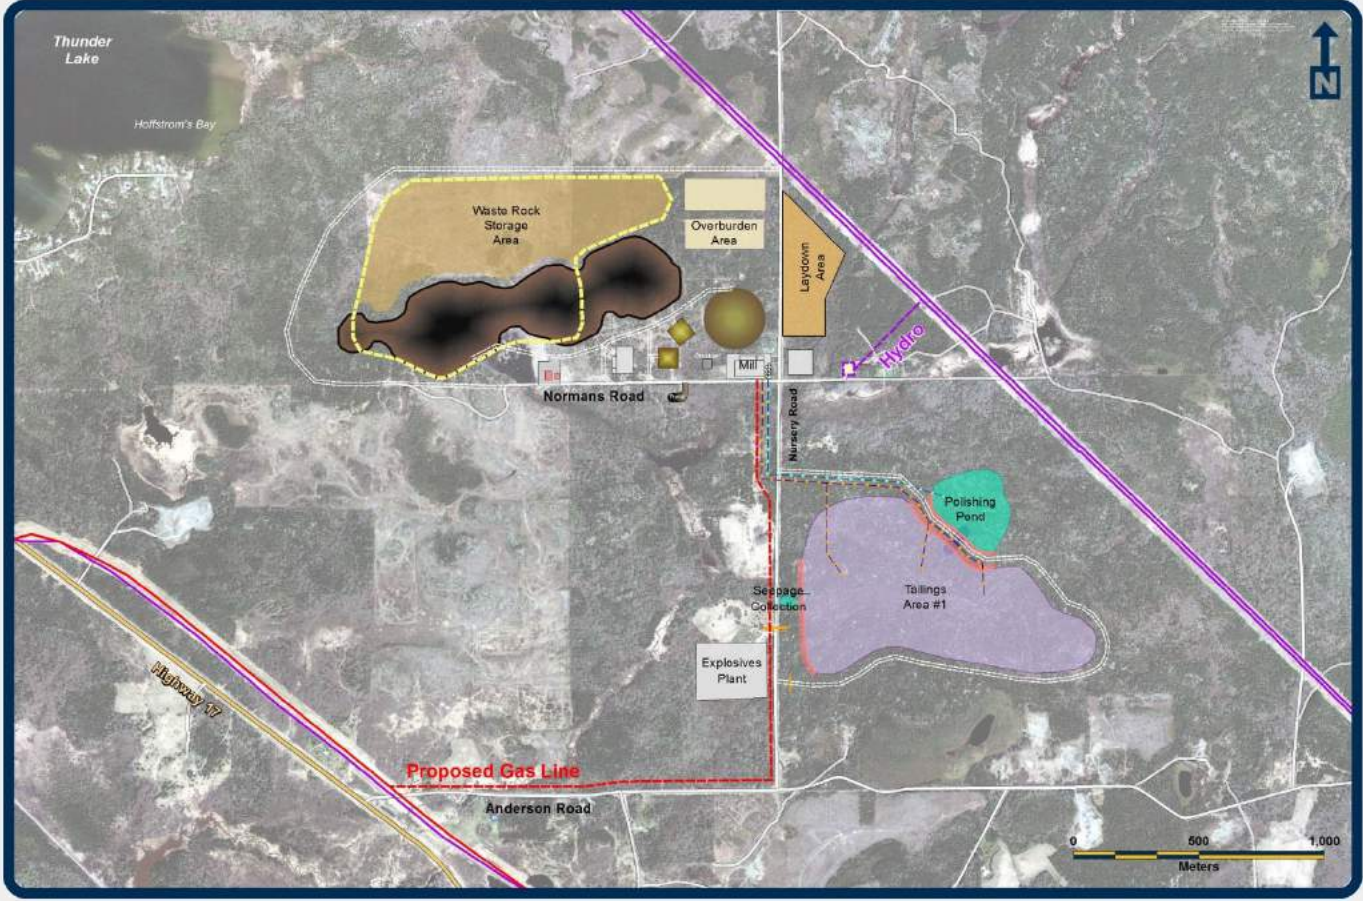 Thunder
Lake
Hoffstrom's Bay
N
Waste Rock
Storage
Area
Overburden
Area
Laydown
Area
Hydro
Mill
Normans Road
Nursery Road
Polishing
Pond
Tailings
Area #1
Seepage
Collection
Explosives
Plant
Highway 17
Proposed Gas Line
Anderson Road
0 500 1,000
Meters